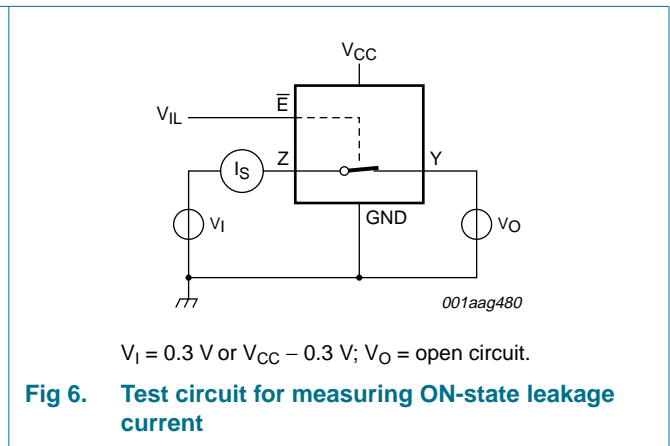 VCC
E̅
VIL
IS
Z
Y
VI
GND
VO
001aag480
VI = 0.3 V or VCC − 0.3 V; VO = open circuit.
Fig 6. Test circuit for measuring ON-state leakage
current